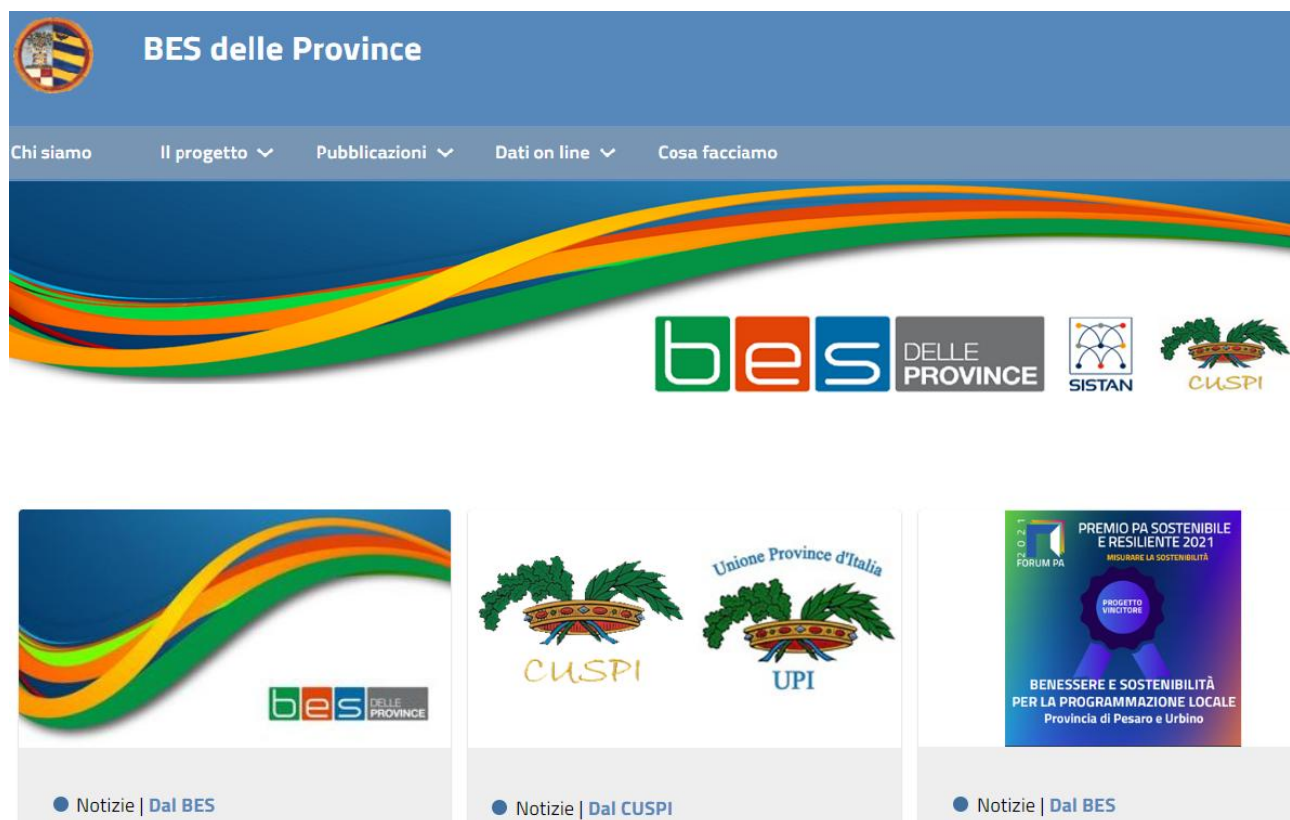 BES delle Province
Chi siamo Il progetto Pubblicazioni Dati on line Cosa facciamo
bes DELLE PROVINCE
SISTAN
CUSPI
bes DELLE PROVINCE
CUSPI
Unione Province d'Italia
UPI
2021
FORUM PA
PREMIO PA SOSTENIBILE
E RESILIENTE 2021
MISURARE LA SOSTENIBILITÀ
PROGETTO
VINCITORE
BENESSERE E SOSTENIBILITÀ
PER LA PROGRAMMAZIONE LOCALE
Provincia di Pesaro e Urbino
Notizie | Dal BES
Notizie | Dal CUSPI
Notizie | Dal BES